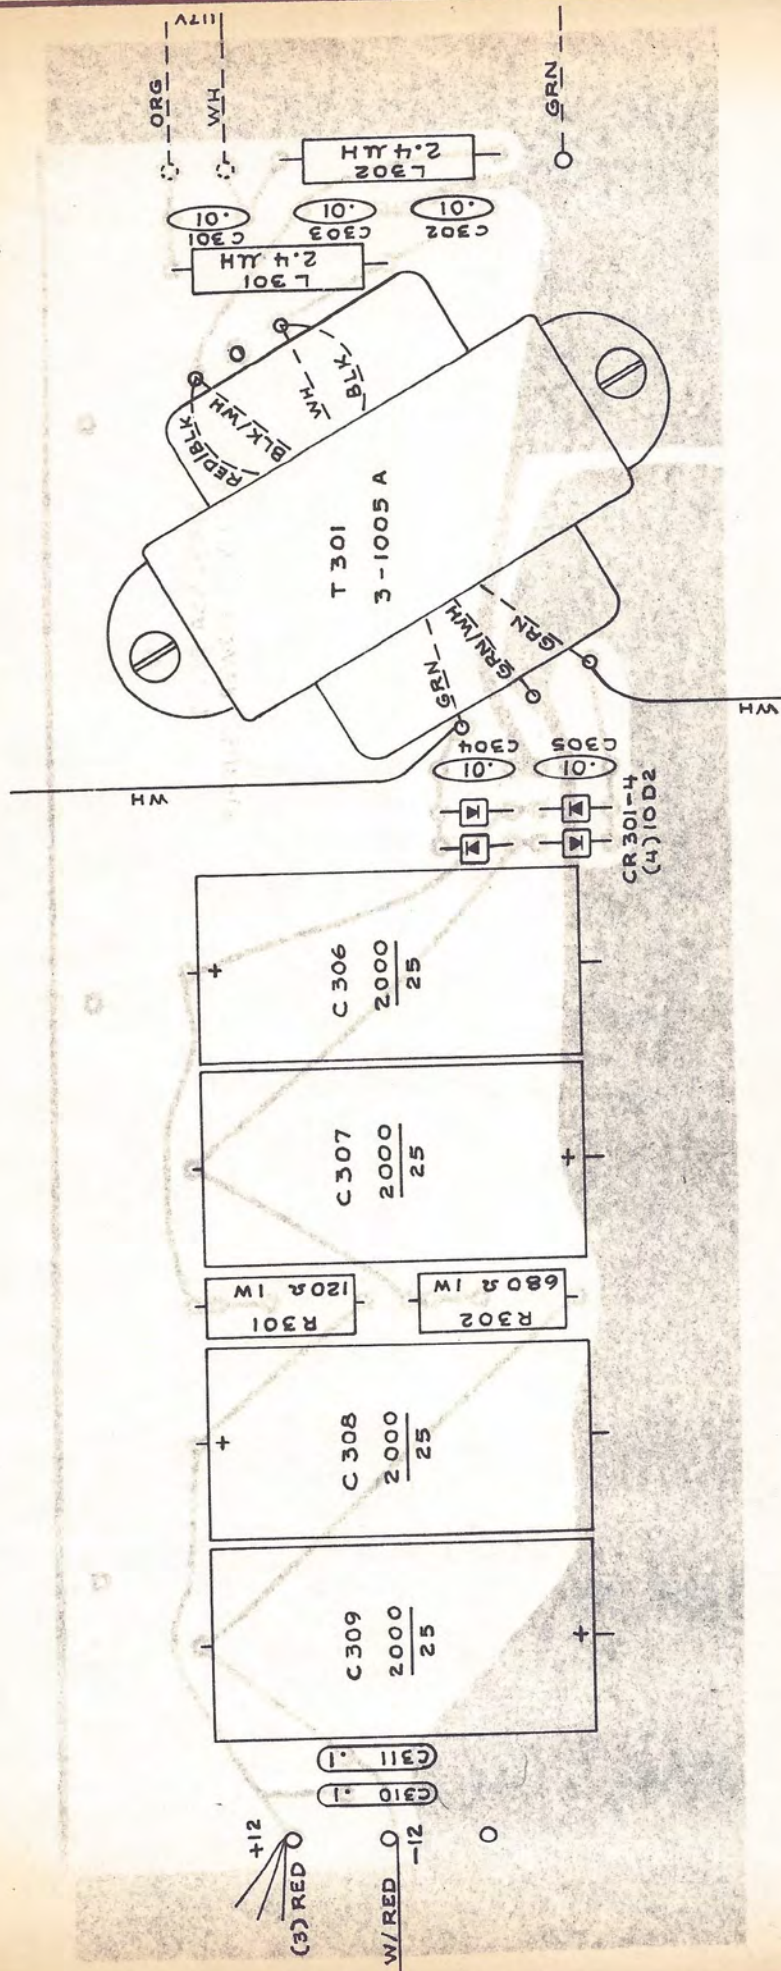 117V
ORG
WH
GRN
L302
2.4 μH
.01
C301
.01
C303
.01
C302
L301
2.4 μH
WH
BLK
BLK/WH
RED/BLK
T301
3-1005 A
GRN
GRN/WH
GRN
WH
WH
C304
.01
C305
.01
CR301-4
(4)10D2
+
C306
2000
25
C307
2000
25
+
R301
120Ω 1W
R302
680Ω 1W
+
C308
2000
25
C309
2000
25
+
C311 .1
C310 .1
+12
(3) RED
-12
W/RED